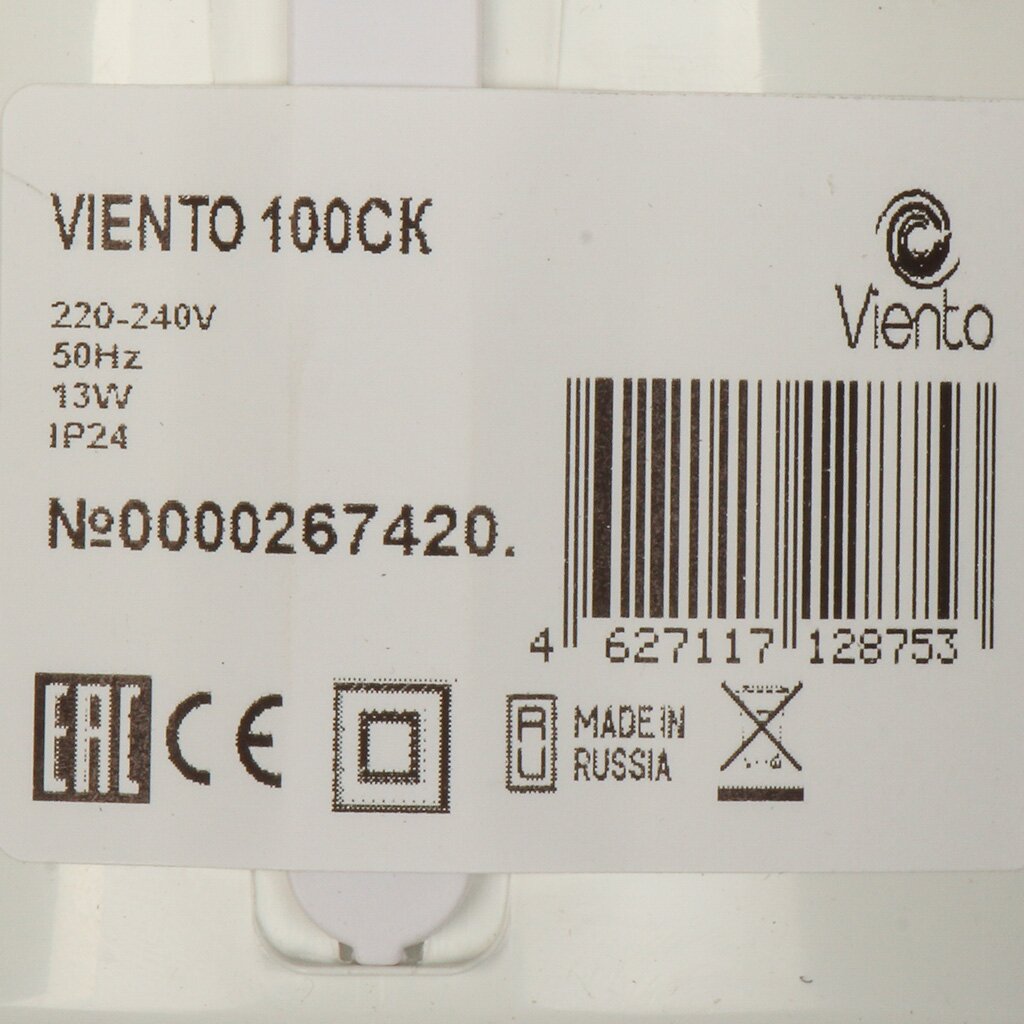 VIENTO 100CK
Viento
220-240V
50Hz
13W
IP24
№0000267420.
4 627117 128753
EAC CE
RU MADE IN
RUSSIA